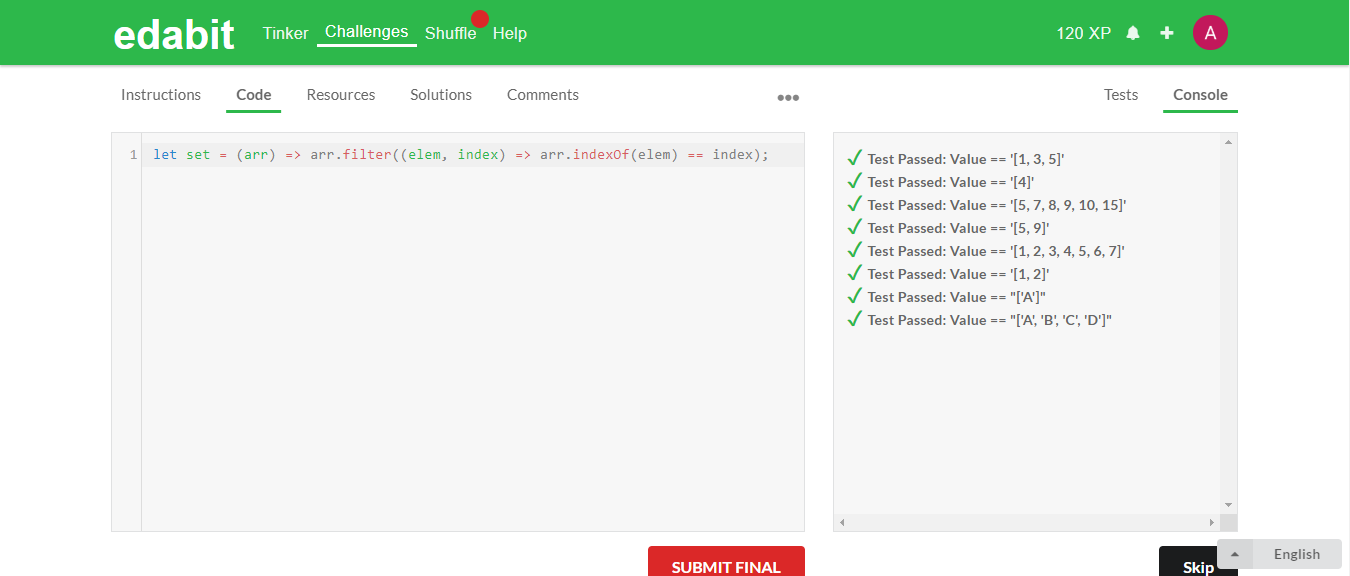 edabit Tinker Challenges Shuffle Help 120 XP A
Instructions Code Resources Solutions Comments ••• Tests Console
1 let set = (arr) => arr.filter((elem, index) => arr.indexOf(elem) == index);
✓ Test Passed: Value == '[1, 3, 5]'
✓ Test Passed: Value == '[4]'
✓ Test Passed: Value == '[5, 7, 8, 9, 10, 15]'
✓ Test Passed: Value == '[5, 9]'
✓ Test Passed: Value == '[1, 2, 3, 4, 5, 6, 7]'
✓ Test Passed: Value == '[1, 2]'
✓ Test Passed: Value == "['A']"
✓ Test Passed: Value == "['A', 'B', 'C', 'D']"
SUBMIT FINAL Skip English